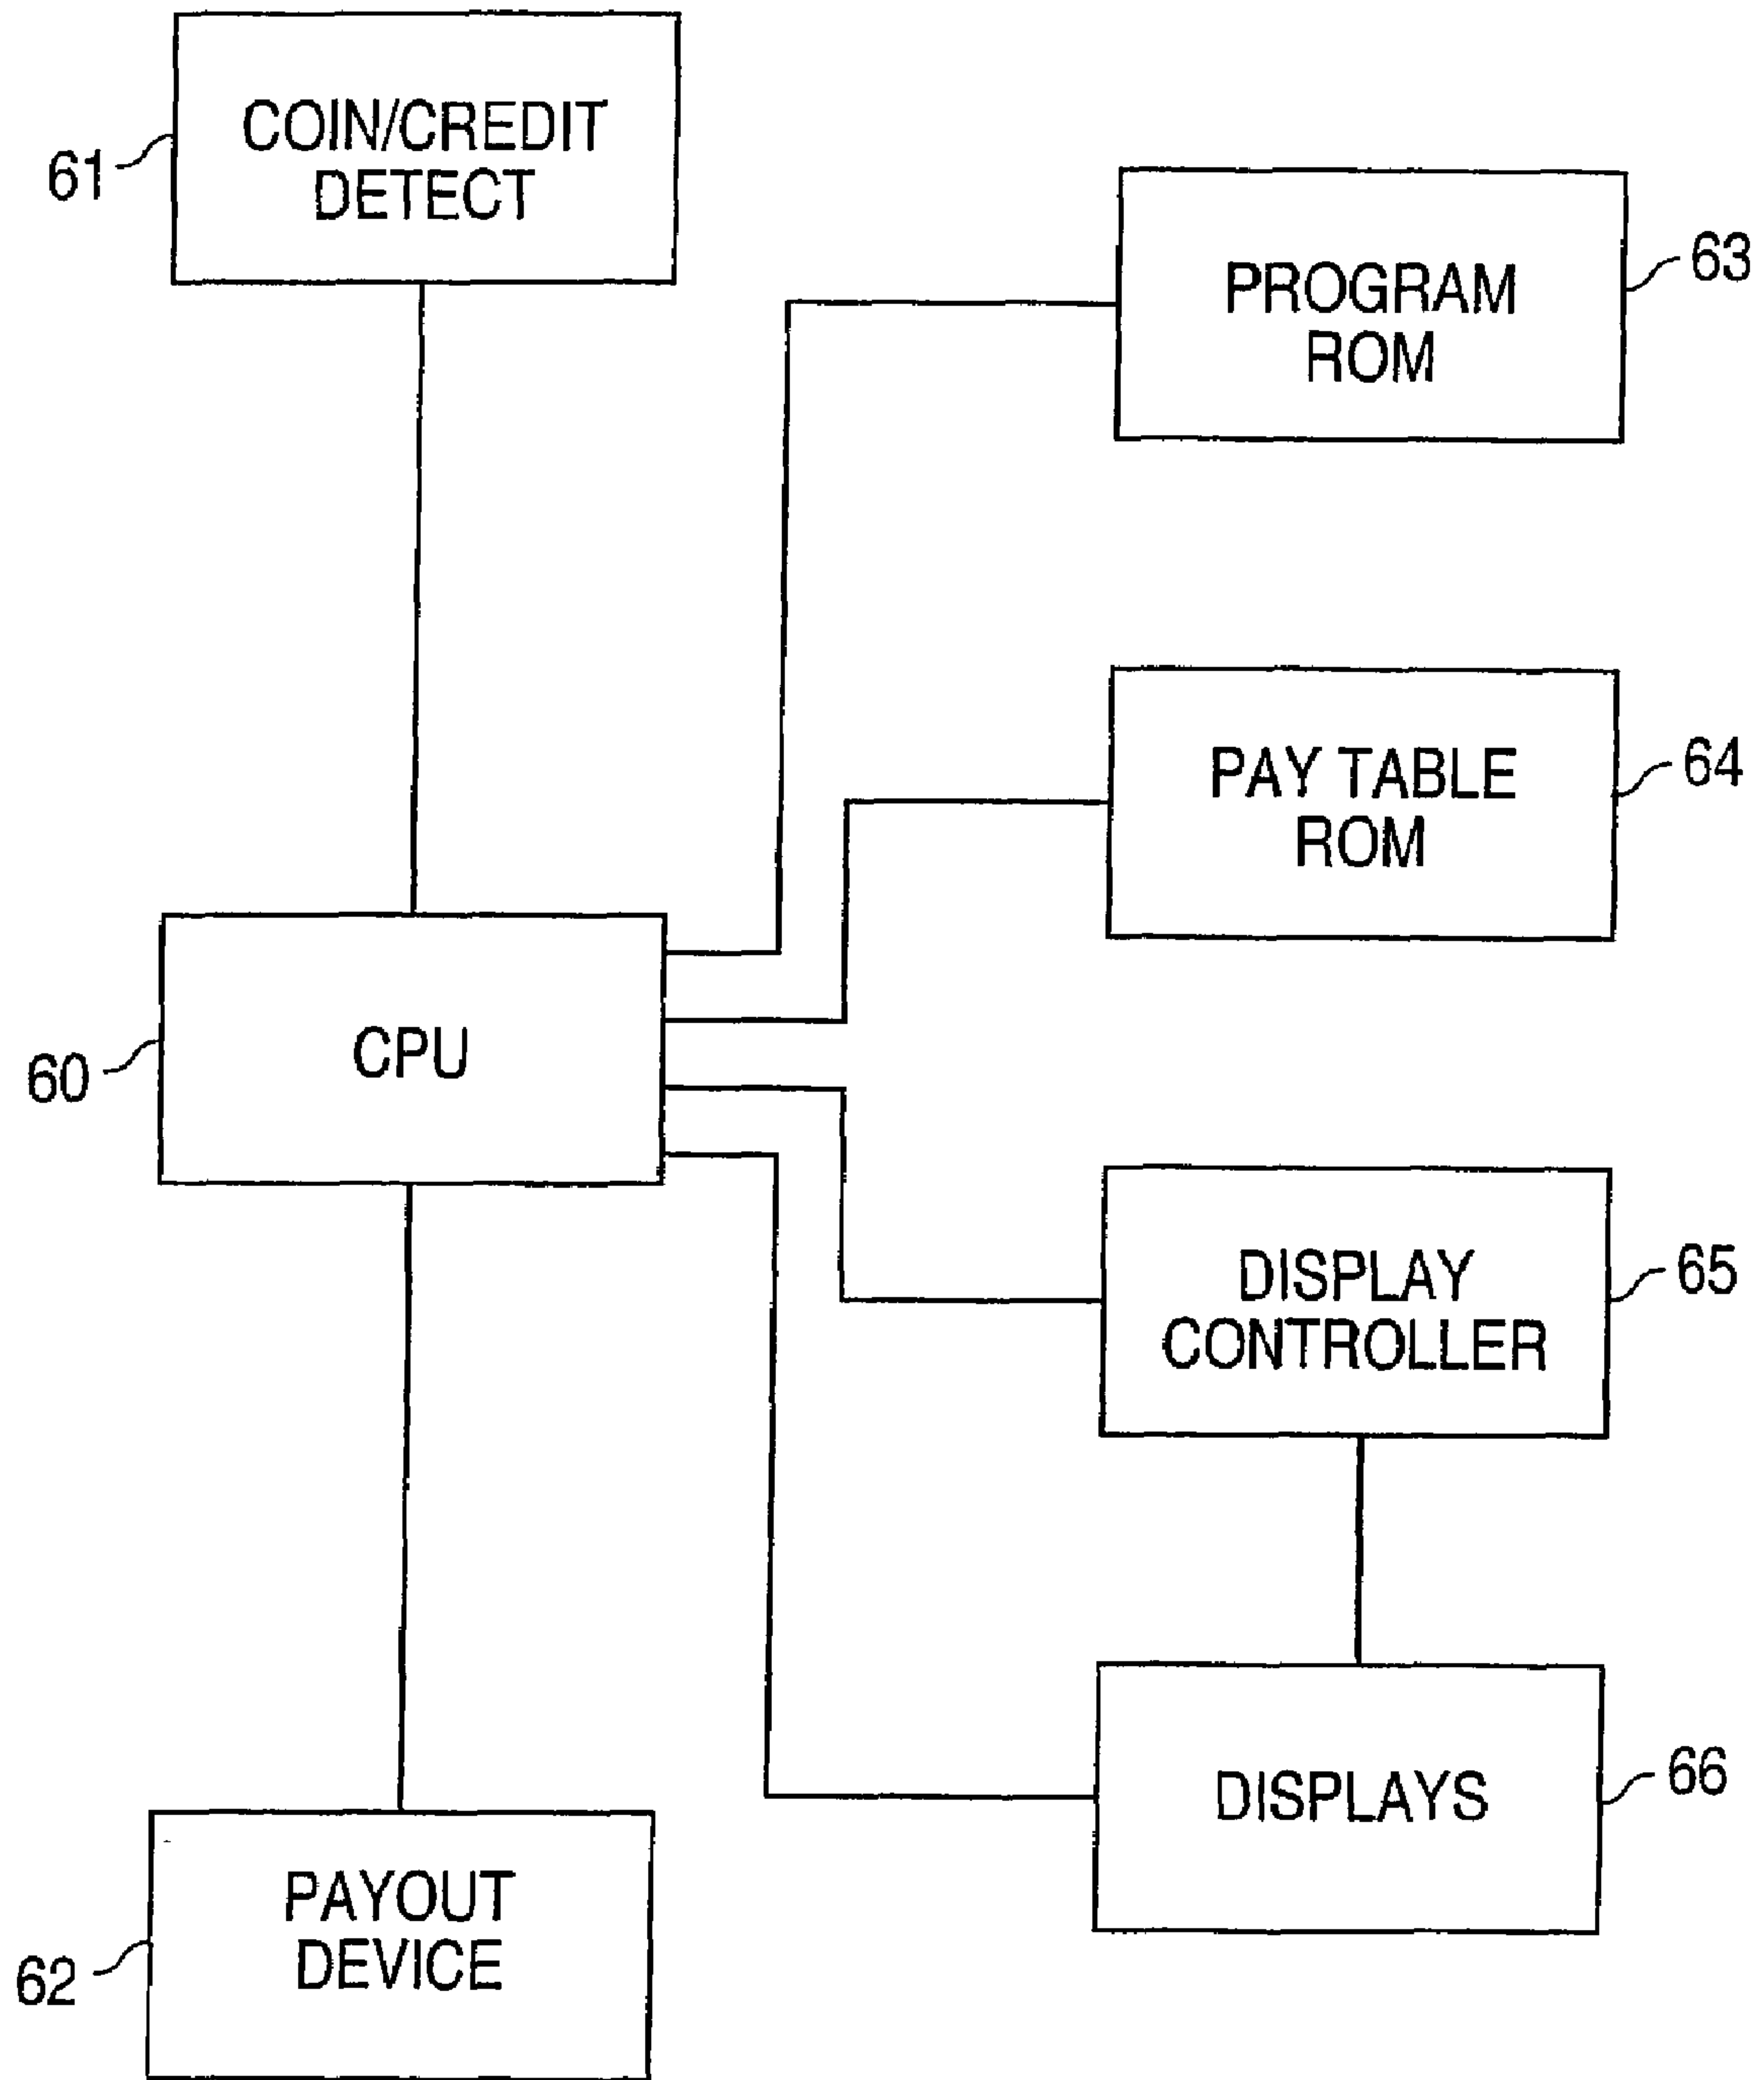 COIN/CREDIT
DETECT
61
PROGRAM
ROM
63
PAY TABLE
ROM
64
CPU
60
DISPLAY
CONTROLLER
65
DISPLAYS
66
PAYOUT
DEVICE
62